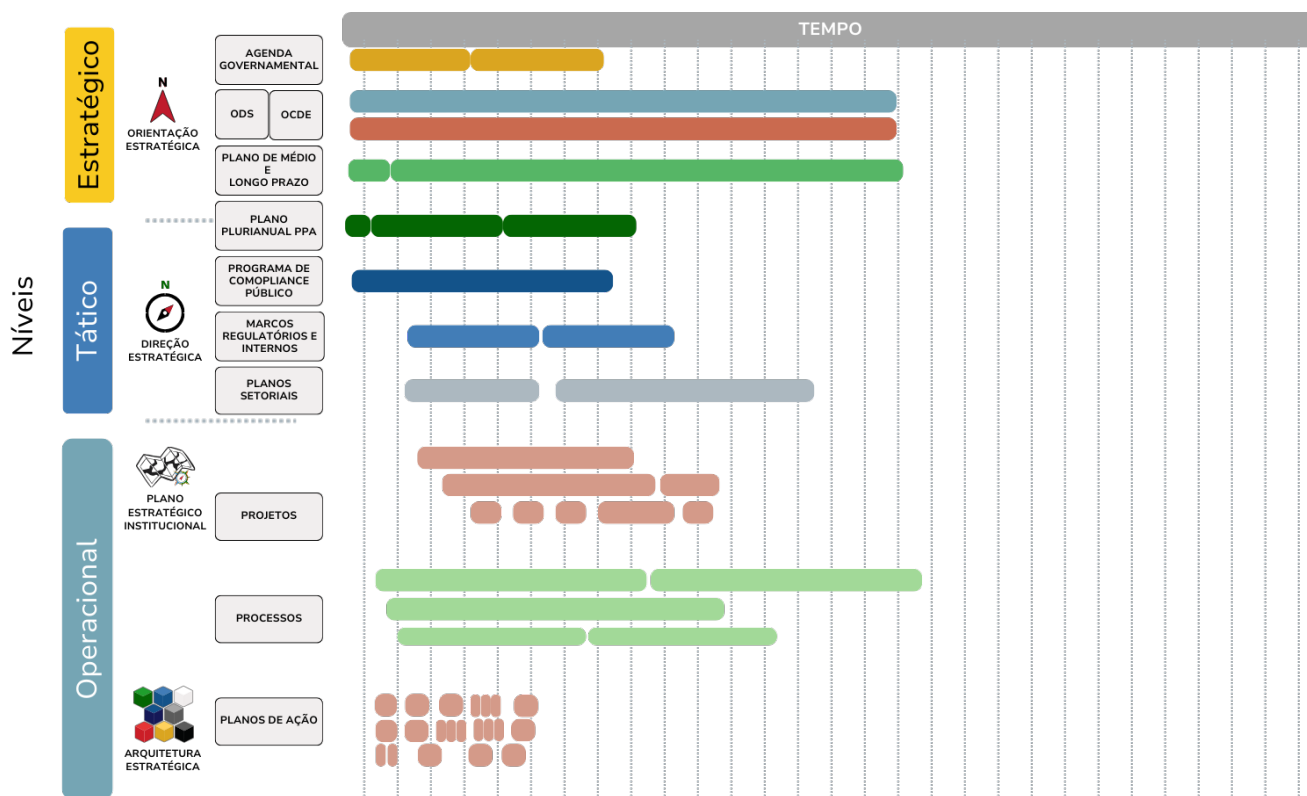 TEMPO
Níveis
Estratégico
N
ORIENTAÇÃO
ESTRATÉGICA
AGENDA
GOVERNAMENTAL
ODS
OCDE
PLANO DE MÉDIO
E
LONGO PRAZO
Tático
N
DIREÇÃO
ESTRATÉGICA
PLANO
PLURIANUAL PPA
PROGRAMA DE
COMOPLIANCE
PÚBLICO
MARCOS
REGULATÓRIOS E
INTERNOS
PLANOS
SETORIAIS
Operacional
PLANO
ESTRATÉGICO
INSTITUCIONAL
PROJETOS
PROCESSOS
ARQUITETURA
ESTRATÉGICA
PLANOS DE AÇÃO